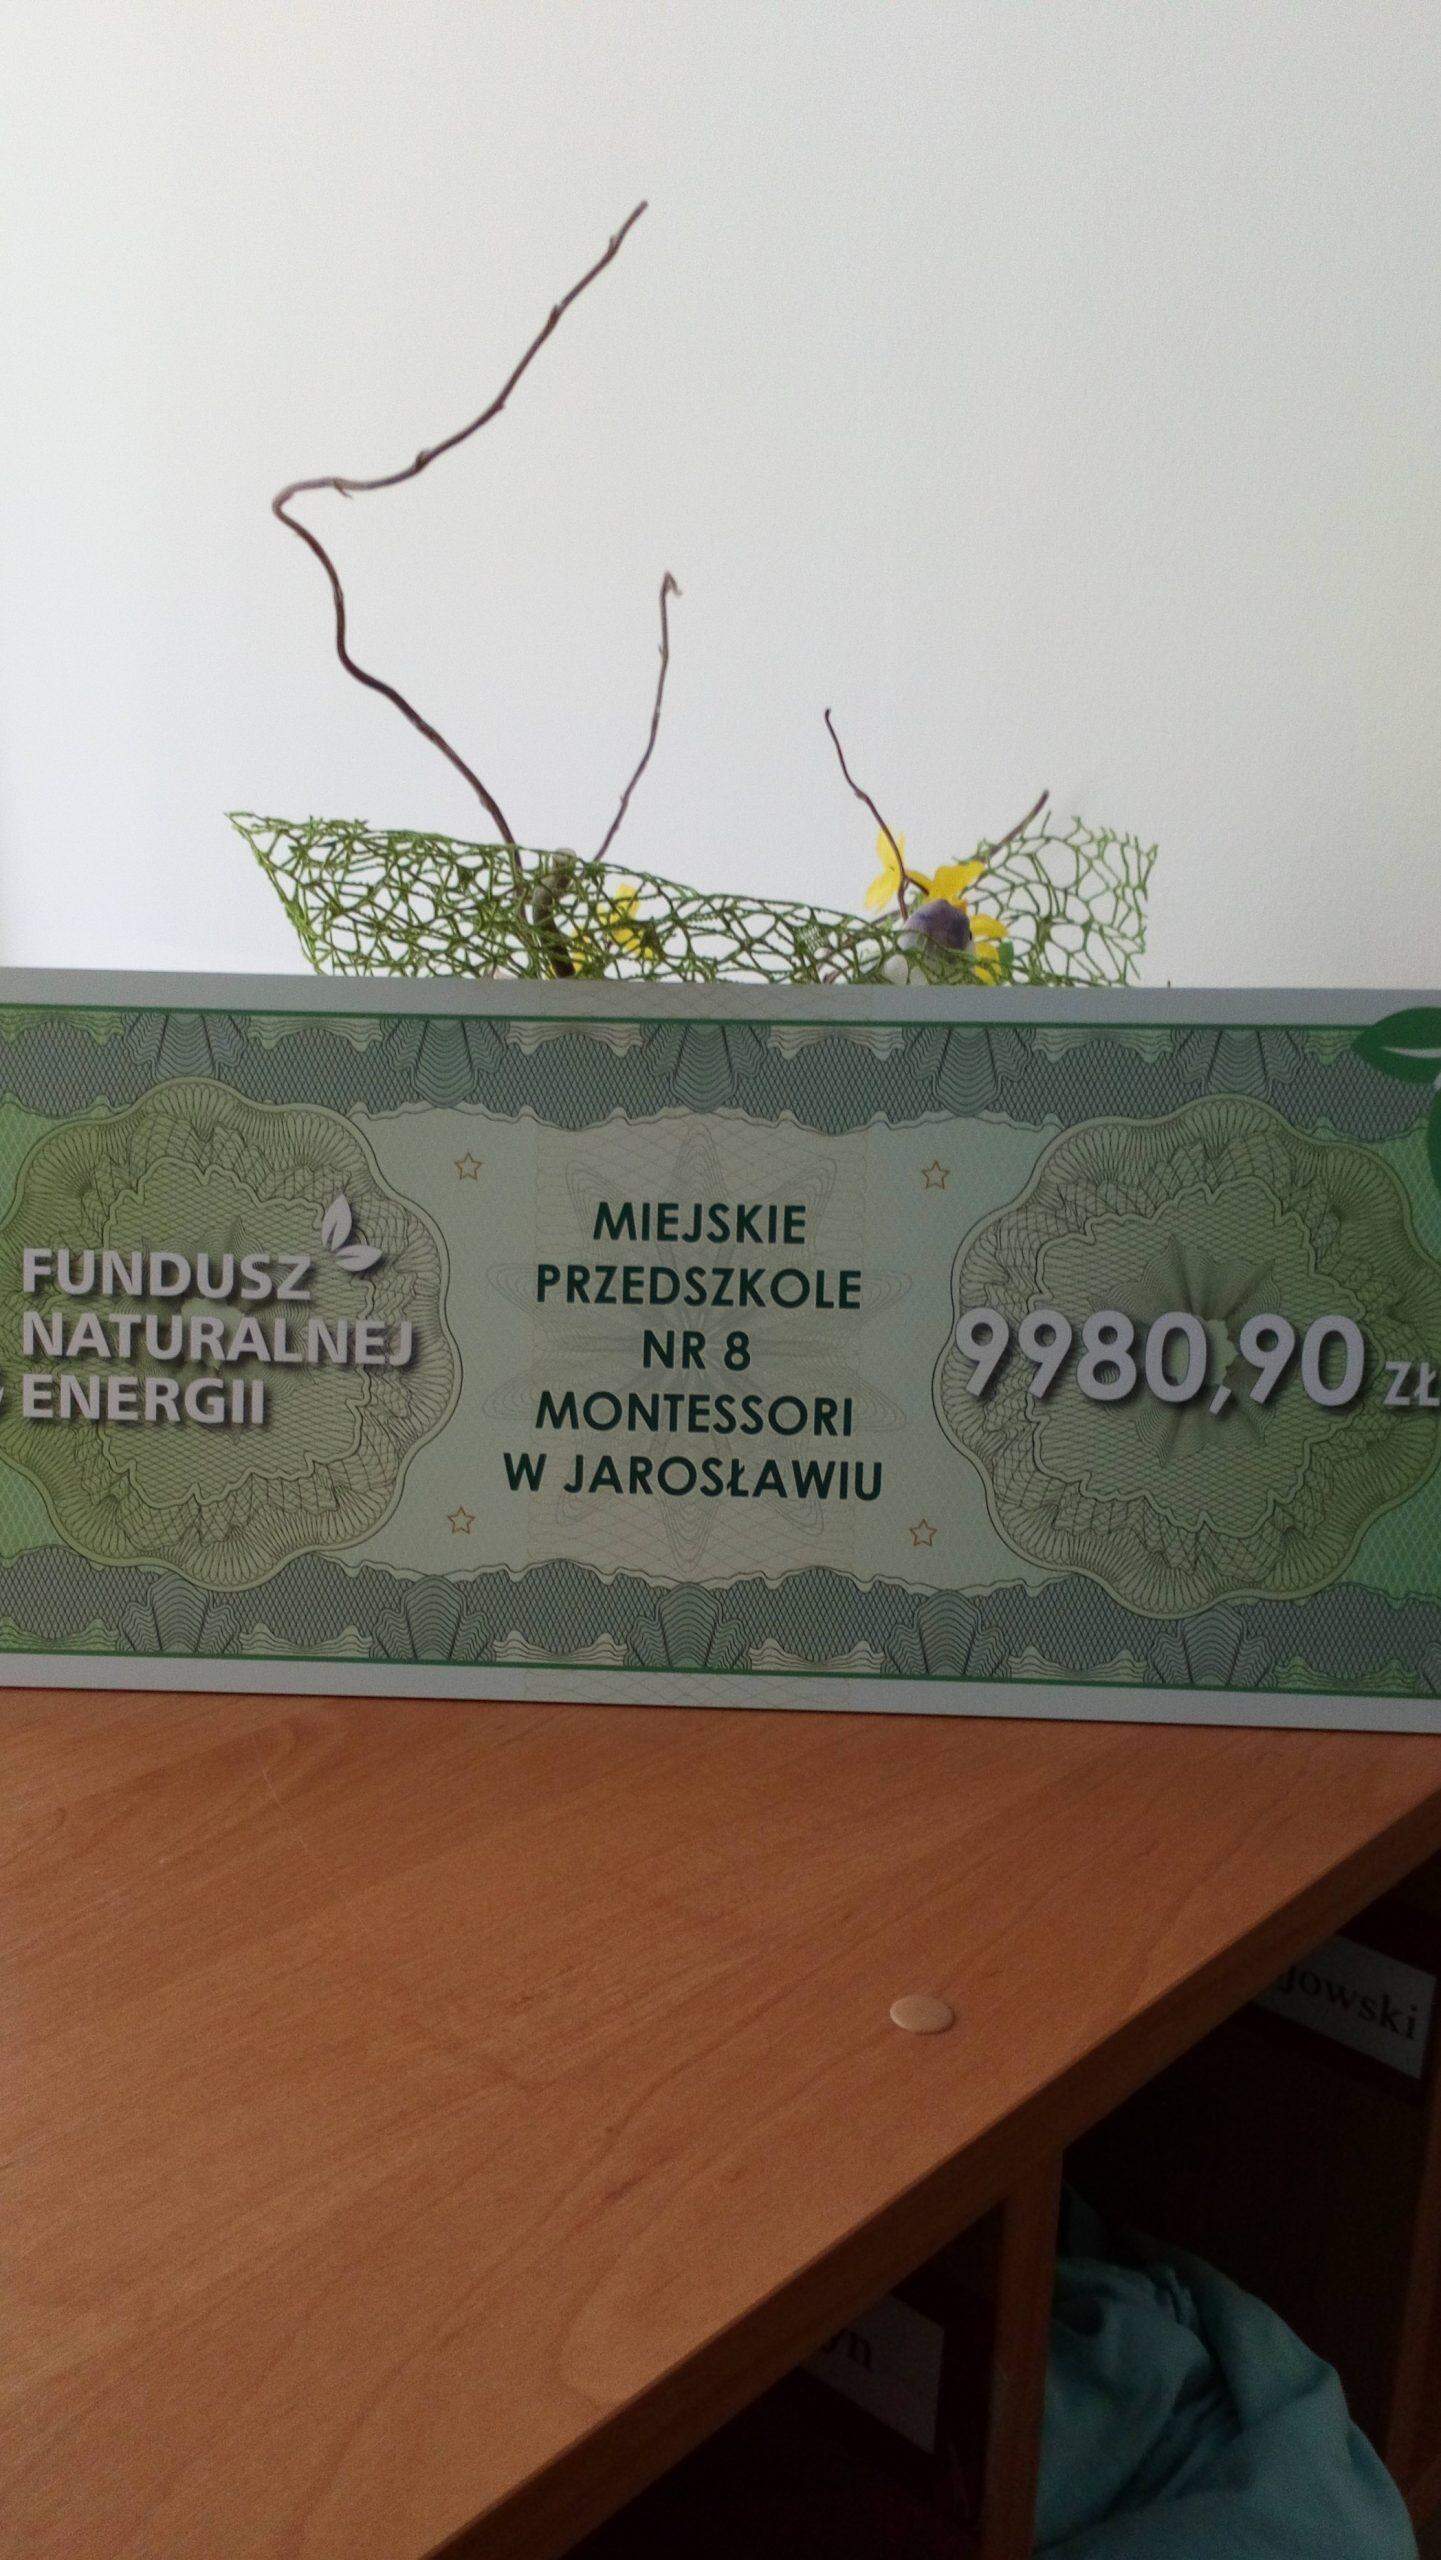 FUNDUSZ
NATURALNEJ
ENERGII
MIEJSKIE
PRZEDSZKOLE
NR 8
MONTESSORI
W JAROSŁAWIU
9980,90 ZŁ